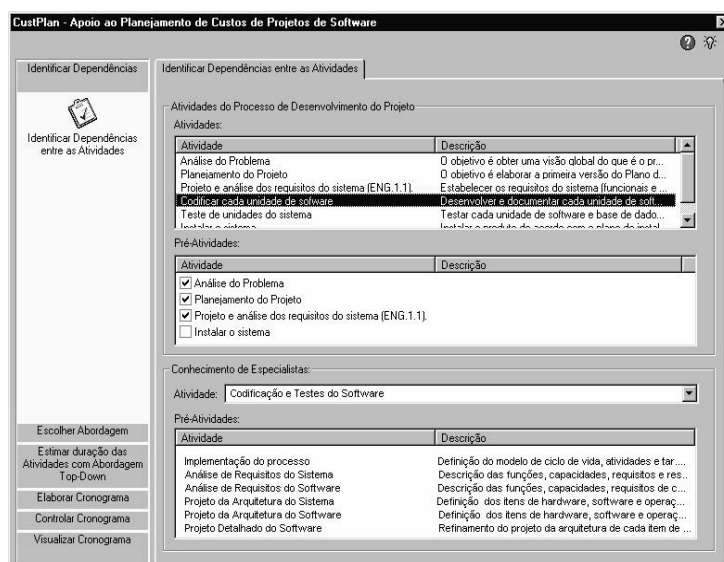 CustPlan - Apoio ao Planejamento de Custos de Projetos de Software
Identificar Dependências
Identificar Dependências
entre as Atividades
Escolher Abordagem
Estimar duração das
Atividades com Abordagem
Top-Down
Elaborar Cronograma
Controlar Cronograma
Visualizar Cronograma
Identificar Dependências entre as Atividades
Atividades do Processo de Desenvolvimento do Projeto
Atividades:
Atividade Descrição
Análise do Problema O objetivo é obter uma visão global do que é o pr...
Planejamento do Projeto O objetivo é elaborar a primeira versão do Plano d...
Projeto e análise dos requisitos do sistema (ENG.1.1). Estabelecer os requisitos do sistema (funcionais e ...
Codificar cada unidade de sofware Desenvolver e documentar cada unidade de soft...
Teste de unidades do sistema Testar cada unidade de software e base de dado...
Instalar o sistema Instalar o produto de acordo com o plano de instal...
Pré-Atividades:
Atividade Descrição
Análise do Problema
Planejamento do Projeto
Projeto e análise dos requisitos do sistema (ENG.1.1).
Instalar o sistema
Conhecimento de Especialistas:
Atividade: Codificação e Testes do Software
Pré-Atividades:
Atividade Descrição
Implementação do processo Definição do modelo de ciclo de vida, atividades e tar....
Análise de Requisitos do Sistema Descrição das funções, capacidades, requisitos e res...
Análise de Requisitos do Software Descrição das funções, capacidades, requisitos de c...
Projeto da Arquitetura do Sistema Definição dos itens de hardware, software e operaç...
Projeto da Arquitetura do Software Definição dos itens de hardware, software e operaç...
Projeto Detalhado do Software Refinamento do projeto da arquitetura de cada item de ...